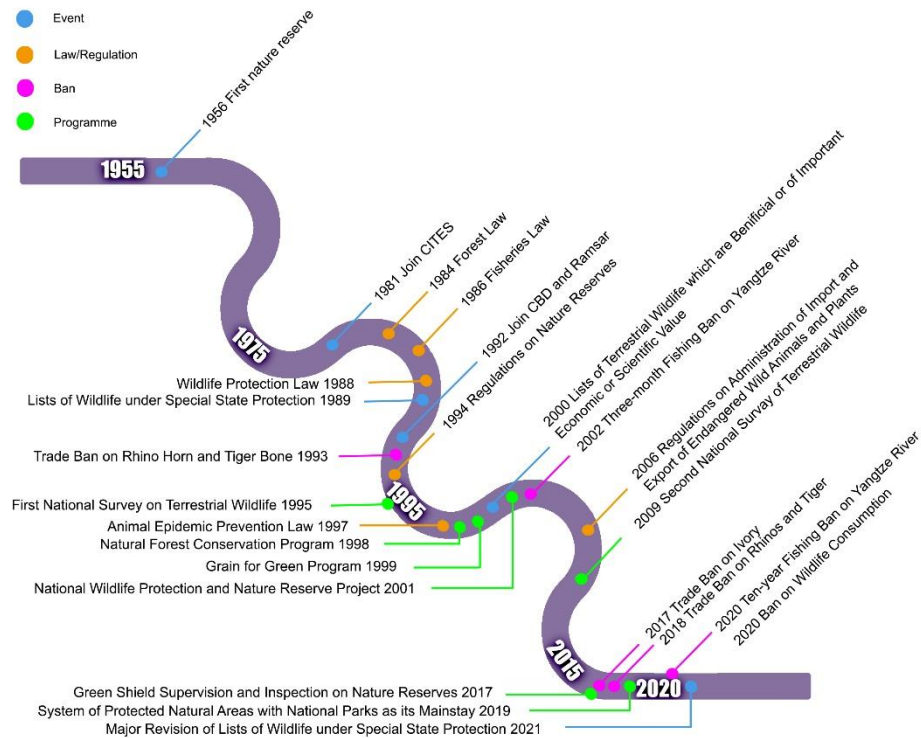 Event
Law/Regulation
Ban
Programme
1955
1956 First nature reserve
1975
1981 Join CITES
1984 Forest Law
1986 Fisheries Law
Wildlife Protection Law 1988
Lists of Wildlife under Special State Protection 1989
1992 Join CBD and Ramsar
Trade Ban on Rhino Horn and Tiger Bone 1993
1994 Regulations on Nature Reserves
1995
First National Survey on Terrestrial Wildlife 1995
Animal Epidemic Prevention Law 1997
Natural Forest Conservation Program 1998
Grain for Green Program 1999
2000 Lists of Terrestrial Wildlife which are Benificial or of Important
Economic or Scientific Value
National Wildlife Protection and Nature Reserve Project 2001
2002 Three-month Fishing Ban on Yangtze River
2006 Regulations on Administration of Import and
Export of Endangered Wild Animals and Plants
2009 Second National Survey of Terrestrial Wildlife
2015
2017 Trade Ban on Ivory
2018 Trade Ban on Rhinos and Tiger
Green Shield Supervision and Inspection on Nature Reserves 2017
System of Protected Natural Areas with National Parks as its Mainstay 2019
2020
2020 Ten-year Fishing Ban on Yangtze River
2020 Ban on Wildlife Consumption
Major Revision of Lists of Wildlife under Special State Protection 2021